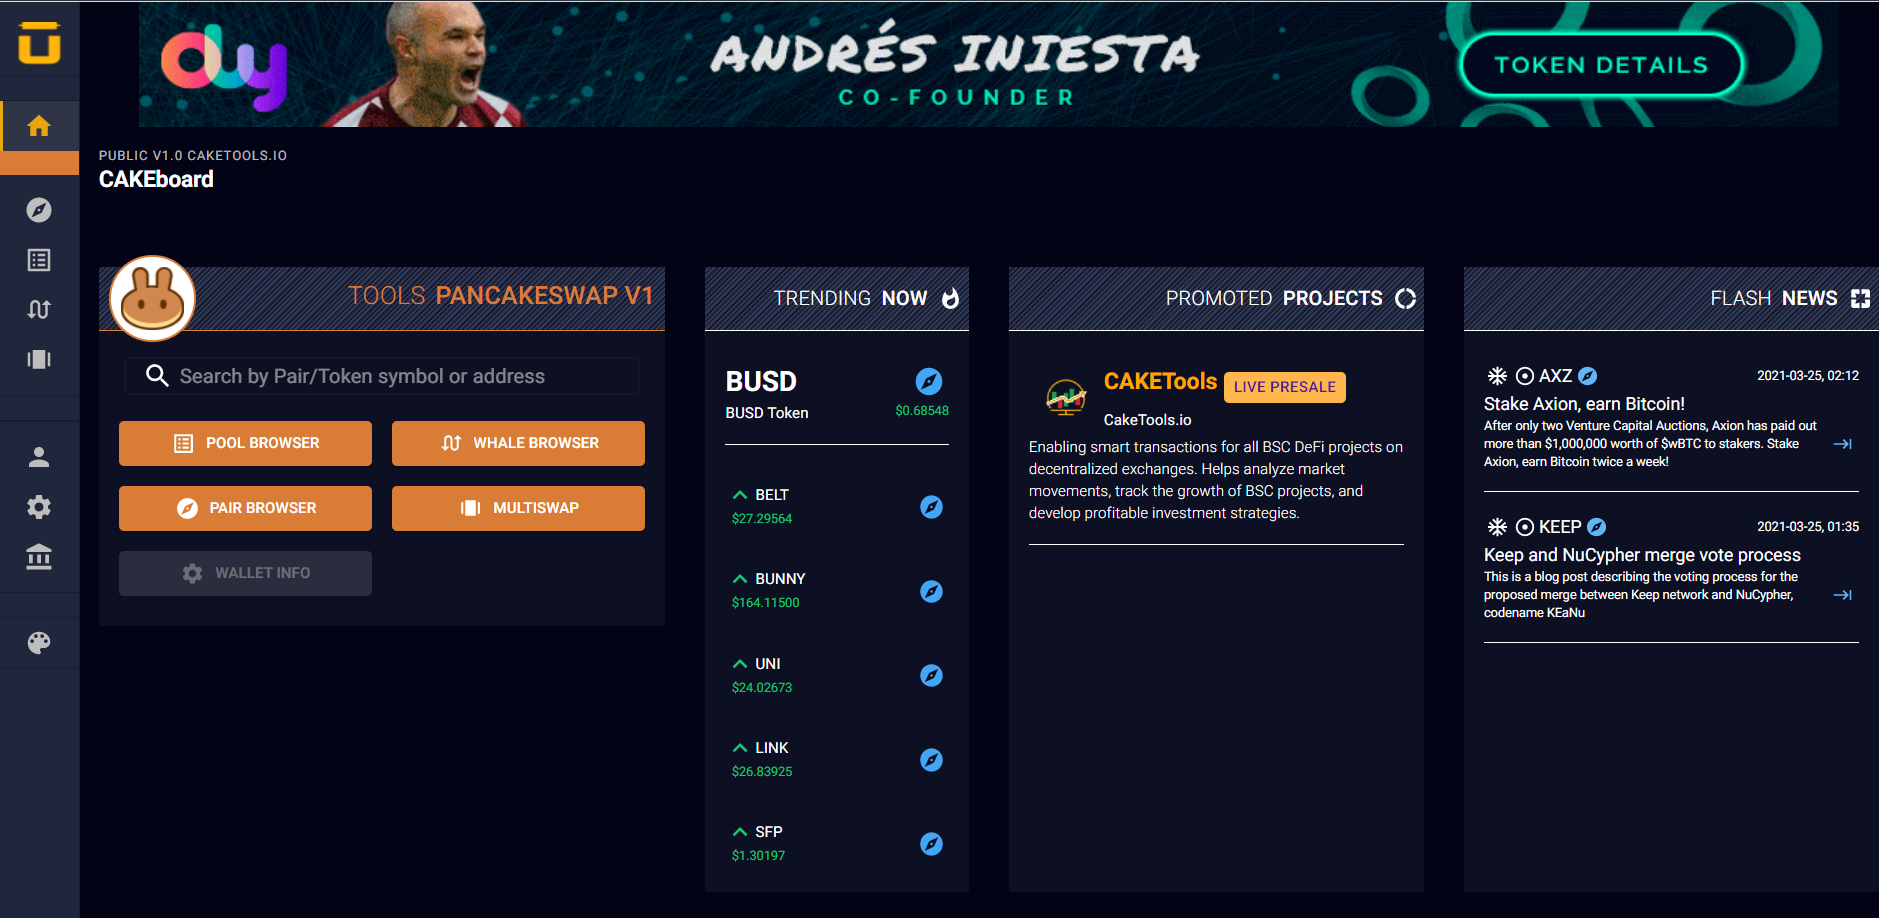 oly
ANDRÉS INIESTA
CO-FOUNDER
TOKEN DETAILS
PUBLIC V1.0 CAKETOOLS.IO
CAKEboard
TOOLS PANCAKESWAP V1
Search by Pair/Token symbol or address
POOL BROWSER
WHALE BROWSER
PAIR BROWSER
MULTISWAP
WALLET INFO
TRENDING NOW
BUSD
BUSD Token
$0.68548
BELT
$27.29564
BUNNY
$164.11500
UNI
$24.02673
LINK
$26.83925
SFP
$1.30197
PROMOTED PROJECTS
CAKETools LIVE PRESALE
CakeTools.io
Enabling smart transactions for all BSC DeFi projects on
decentralized exchanges. Helps analyze market
movements, track the growth of BSC projects, and
develop profitable investment strategies.
FLASH NEWS
AXZ 2021-03-25, 02:12
Stake Axion, earn Bitcoin!
After only two Venture Capital Auctions, Axion has paid out
more than $1,000,000 worth of $wBTC to stakers. Stake
Axion, earn Bitcoin twice a week!
KEEP 2021-03-25, 01:35
Keep and NuCypher merge vote process
This is a blog post describing the voting process for the
proposed merge between Keep network and NuCypher,
codename KEaNu